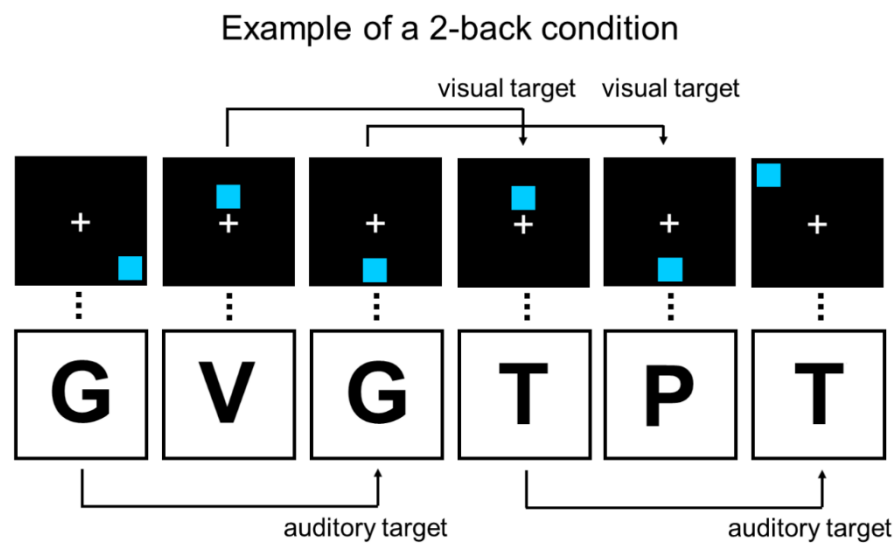 Example of a 2-back condition
visual target visual target
G V G T P T
auditory target auditory target